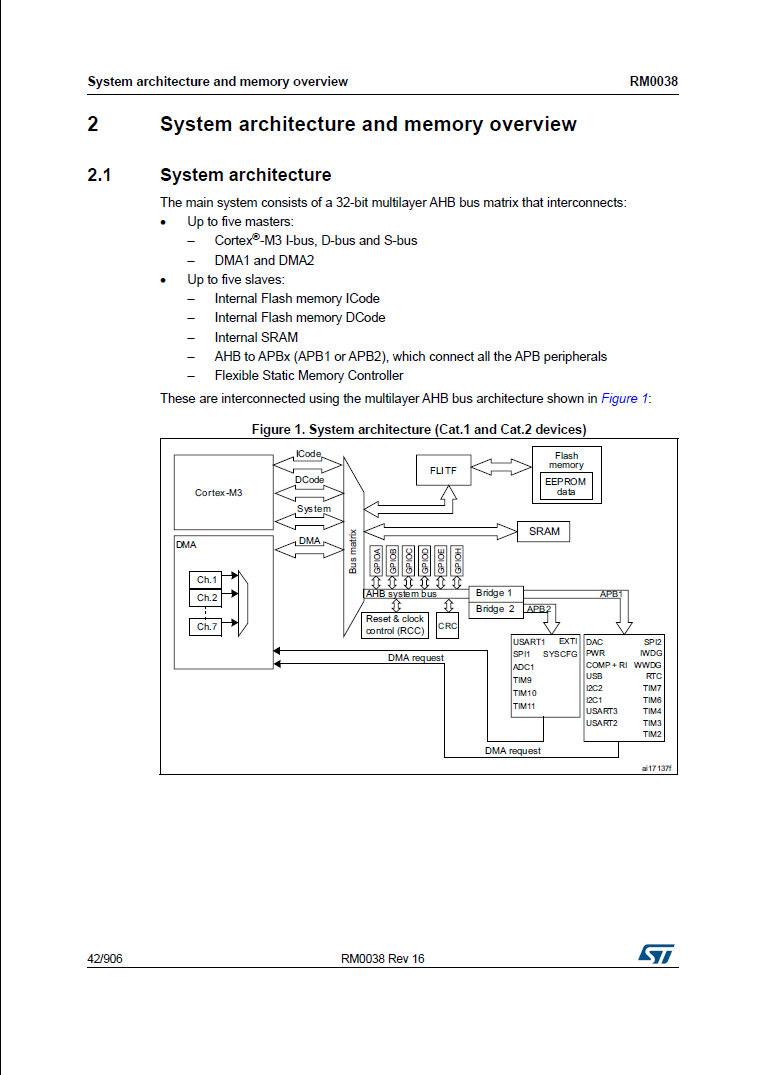 System architecture and memory overview RM0038
2 System architecture and memory overview
2.1 System architecture
The main system consists of a 32-bit multilayer AHB bus matrix that interconnects:
• Up to five masters:
– Cortex®-M3 I-bus, D-bus and S-bus
– DMA1 and DMA2
• Up to five slaves:
– Internal Flash memory ICode
– Internal Flash memory DCode
– Internal SRAM
– AHB to APBx (APB1 or APB2), which connect all the APB peripherals
– Flexible Static Memory Controller
These are interconnected using the multilayer AHB bus architecture shown in Figure 1:
Figure 1. System architecture (Cat.1 and Cat.2 devices)
Cortex-M3
ICode
DCode
System
DMA
DMA
Ch.1
Ch.2
Ch.7
Bus matrix
FLITF
Flash
memory
EEPROM
data
SRAM
GPIOA
GPIOB
GPIOC
GPIOD
GPIOE
GPIOH
AHB system bus
Bridge 1
Bridge 2
APB1
APB2
Reset & clock
control (RCC)
CRC
USART1 EXTI
SPI1 SYSCFG
ADC1
TIM9
TIM10
TIM11
DAC SPI2
PWR IWDG
COMP + RI WWDG
USB RTC
I2C2 TIM7
I2C1 TIM6
USART3 TIM4
USART2 TIM3
TIM2
DMA request
DMA request
ai17137f
42/906 RM0038 Rev 16
ST